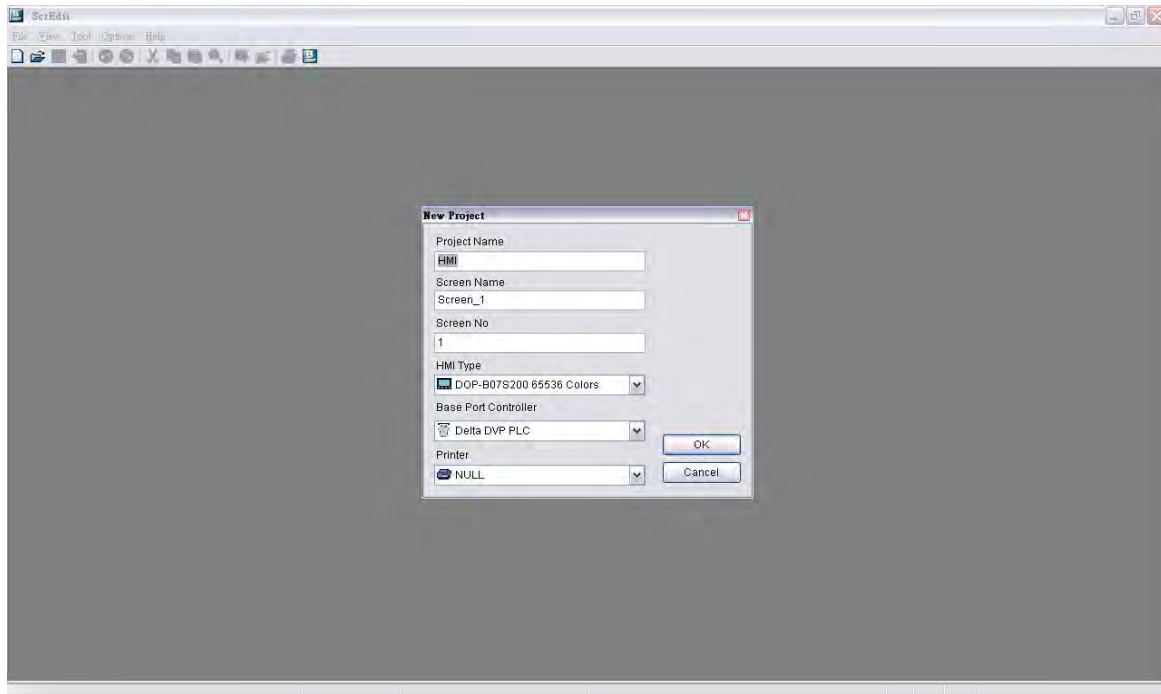 ScrEdit
File View Tool Options Help
New Project
Project Name
HMI
Screen Name
Screen_1
Screen No
1
HMI Type
DOP-B07S200 65536 Colors
Base Port Controller
Delta DVP PLC
OK
Printer
NULL
Cancel